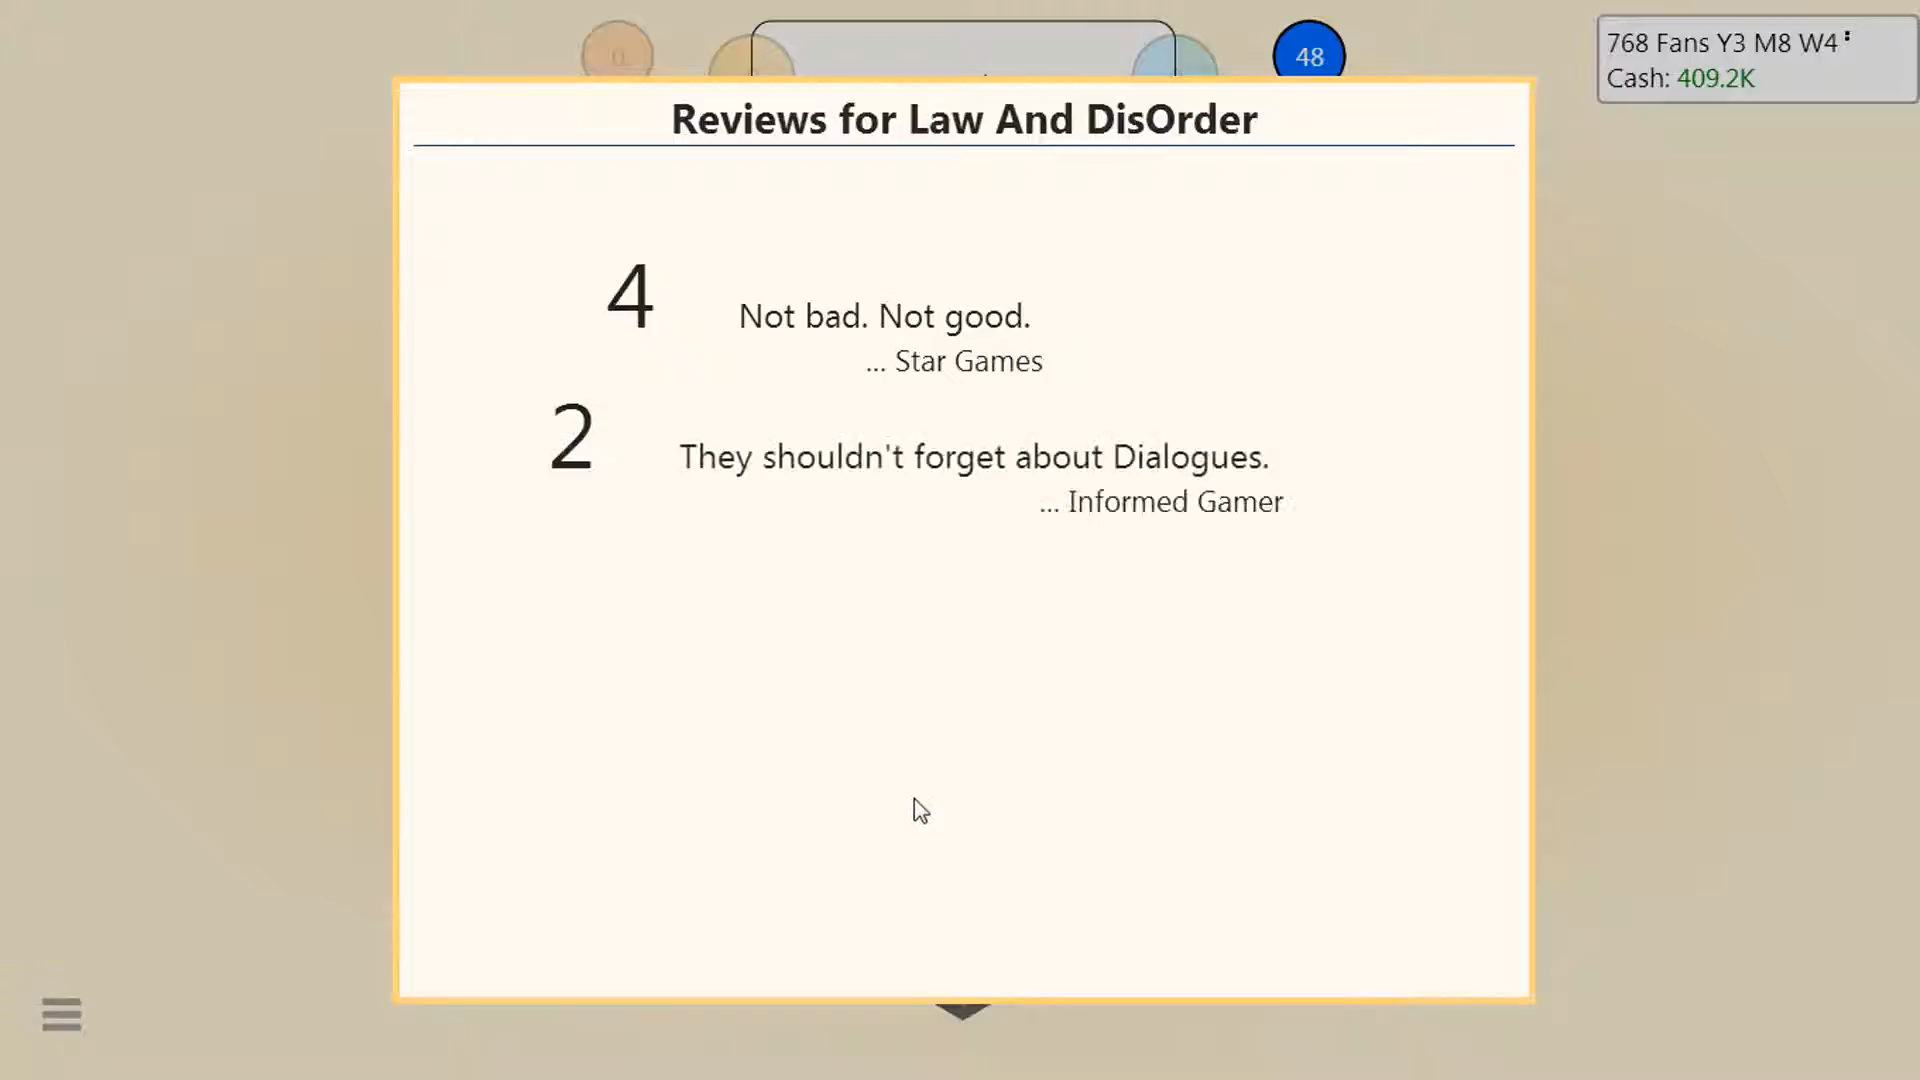 0
48
768 Fans Y3 M8 W4
Cash: 409.2K
Reviews for Law And DisOrder
4
Not bad. Not good.
... Star Games
2
They shouldn't forget about Dialogues.
... Informed Gamer